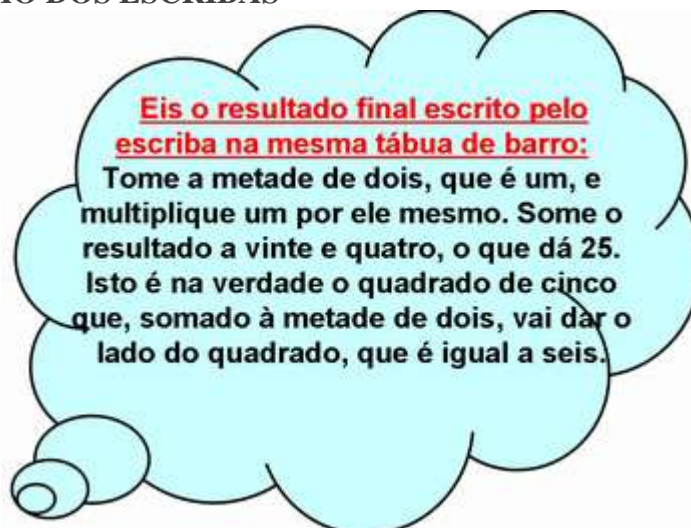 DOS ESCRIBAS
Eis o resultado final escrito pelo
escriba na mesma tábua de barro:
Tome a metade de dois, que é um, e
multiplique um por ele mesmo. Some o
resultado a vinte e quatro, o que dá 25.
Isto é na verdade o quadrado de cinco
que, somado à metade de dois, vai dar o
lado do quadrado, que é igual a seis.